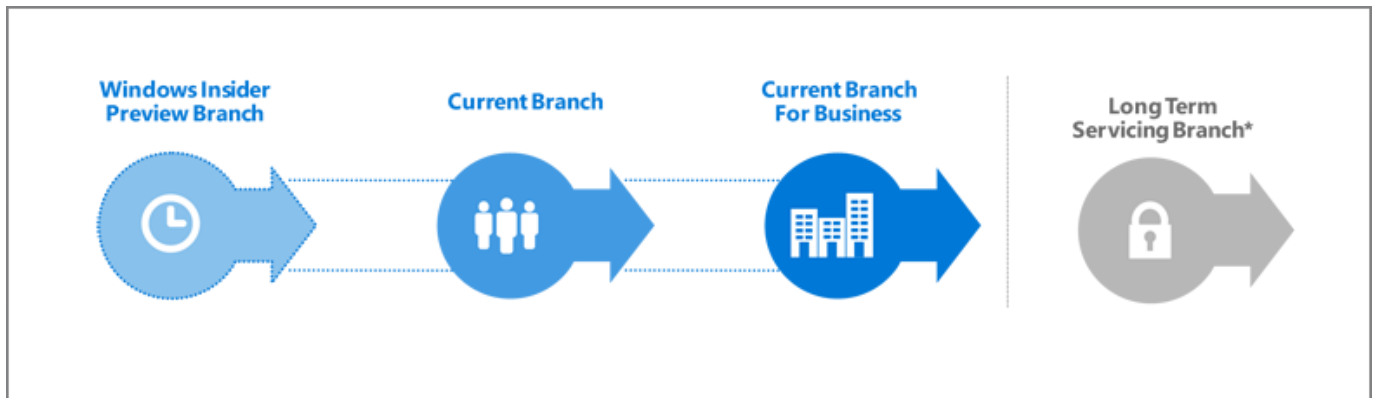 Windows Insider
Preview Branch
Current Branch
Current Branch
For Business
Long Term
Servicing Branch*